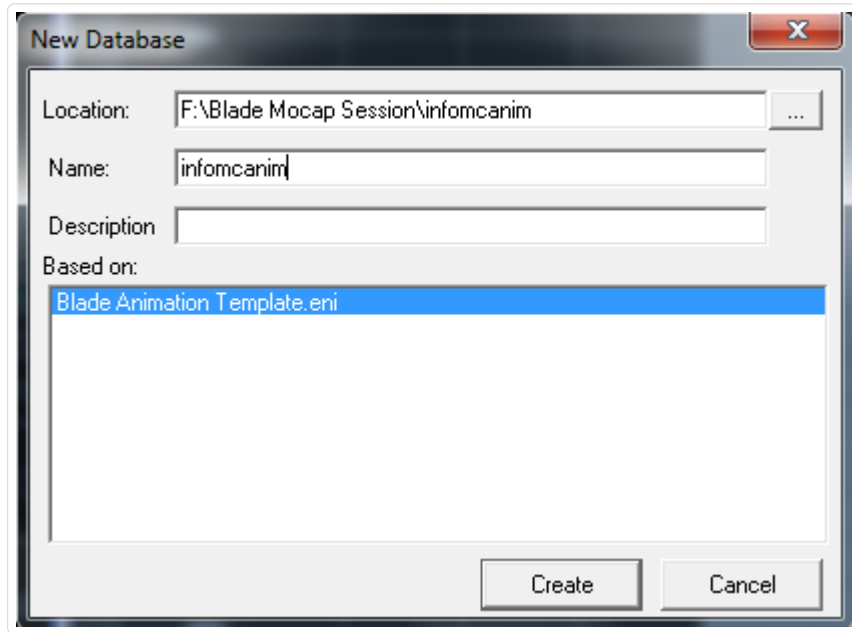 New Database
Location: F:\Blade Mocap Session\infomcanim ...
Name: infomcanim
Description
Based on:
Blade Animation Template.eni
Create Cancel